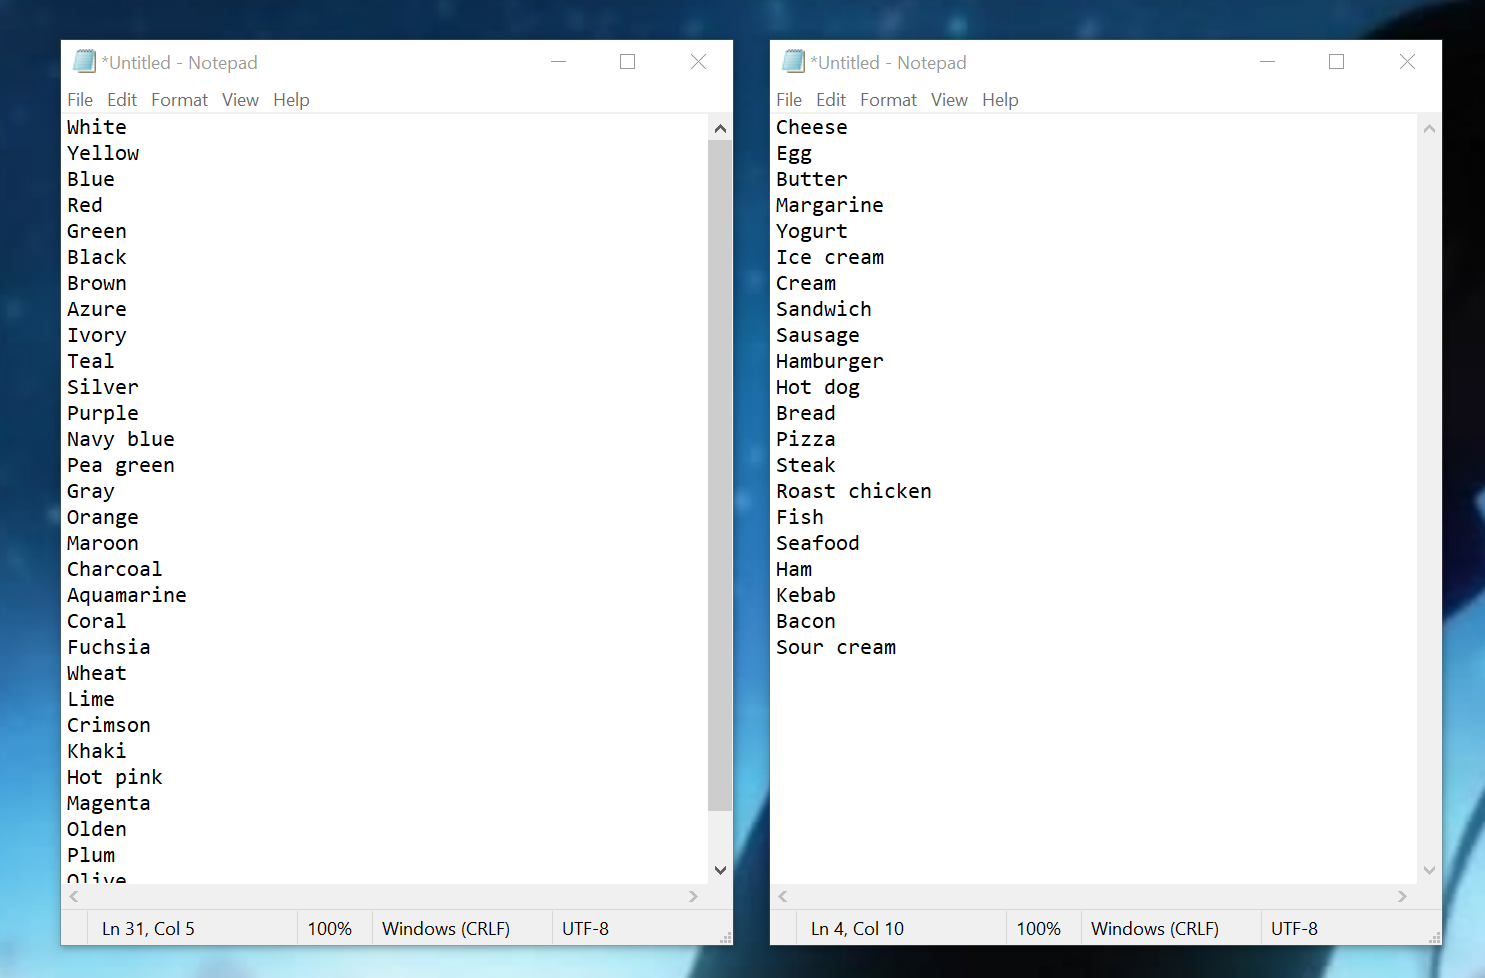 *Untitled - Notepad
File Edit Format View Help
White
Yellow
Blue
Red
Green
Black
Brown
Azure
Ivory
Teal
Silver
Purple
Navy blue
Pea green
Gray
Orange
Maroon
Charcoal
Aquamarine
Coral
Fuchsia
Wheat
Lime
Crimson
Khaki
Hot pink
Magenta
Olden
Plum
Olive
Ln 31, Col 5 100% Windows (CRLF) UTF-8
*Untitled - Notepad
File Edit Format View Help
Cheese
Egg
Butter
Margarine
Yogurt
Ice cream
Cream
Sandwich
Sausage
Hamburger
Hot dog
Bread
Pizza
Steak
Roast chicken
Fish
Seafood
Ham
Kebab
Bacon
Sour cream
Ln 4, Col 10 100% Windows (CRLF) UTF-8